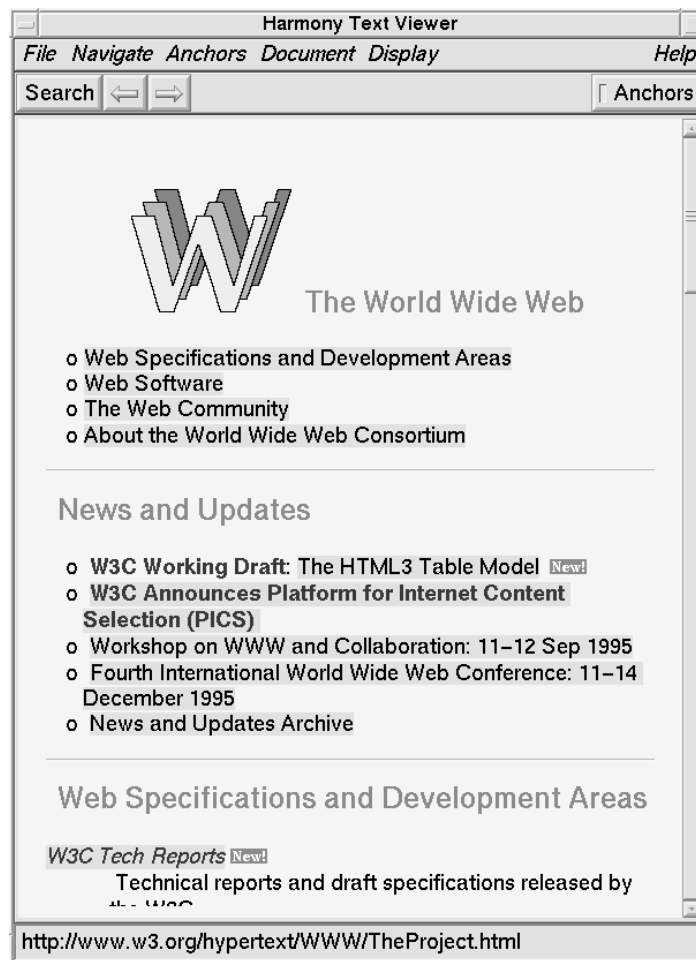 Harmony Text Viewer
File Navigate Anchors Document Display Help
Search Anchors
W
The World Wide Web
o Web Specifications and Development Areas
o Web Software
o The Web Community
o About the World Wide Web Consortium
News and Updates
o W3C Working Draft: The HTML3 Table Model New!
o W3C Announces Platform for Internet Content
Selection (PICS)
o Workshop on WWW and Collaboration: 11–12 Sep 1995
o Fourth International World Wide Web Conference: 11–14
December 1995
o News and Updates Archive
Web Specifications and Development Areas
W3C Tech Reports New!
Technical reports and draft specifications released by
the W3C
http://www.w3.org/hypertext/WWW/TheProject.html